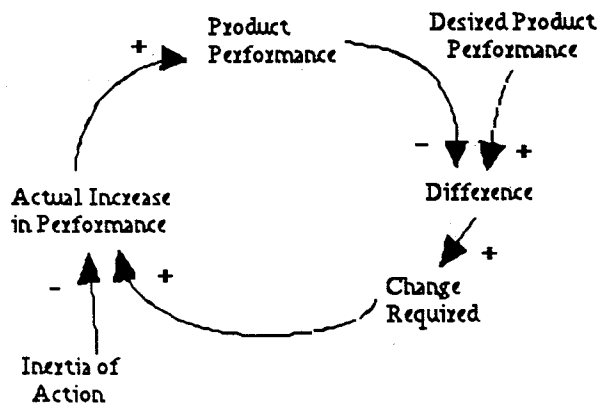 Product
Performance
Desired Product
Performance
+
-
+
Difference
Actual Increase
in Performance
+
-
+
Change
Required
Inertia of
Action